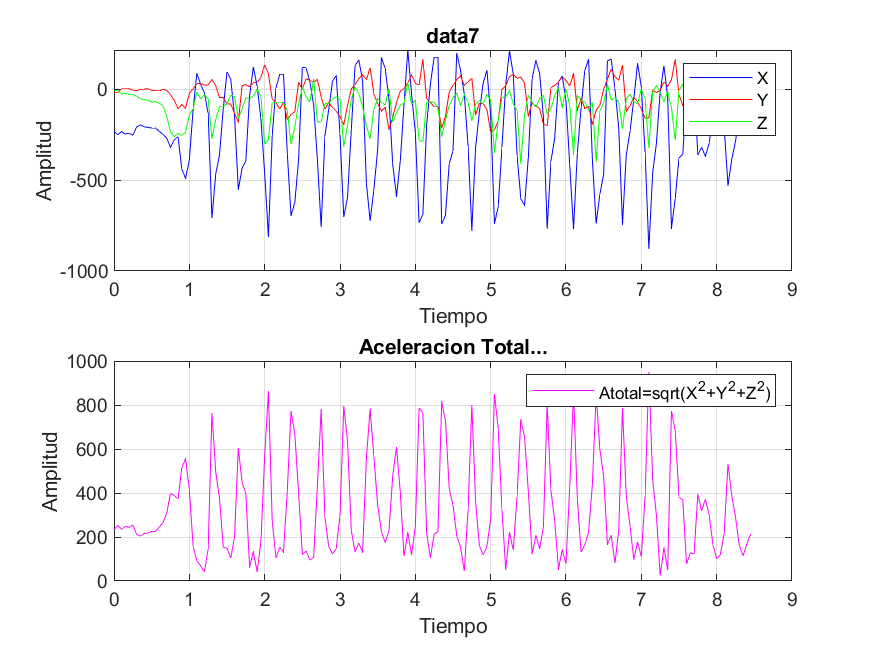 data7
0
-500
-1000
Amplitud
X
Y
Z
0 1 2 3 4 5 6 7 8 9
Tiempo
Aceleracion Total...
1000
800
600
400
200
0
Amplitud
Atotal=sqrt(X²+Y²+Z²)
0 1 2 3 4 5 6 7 8 9
Tiempo